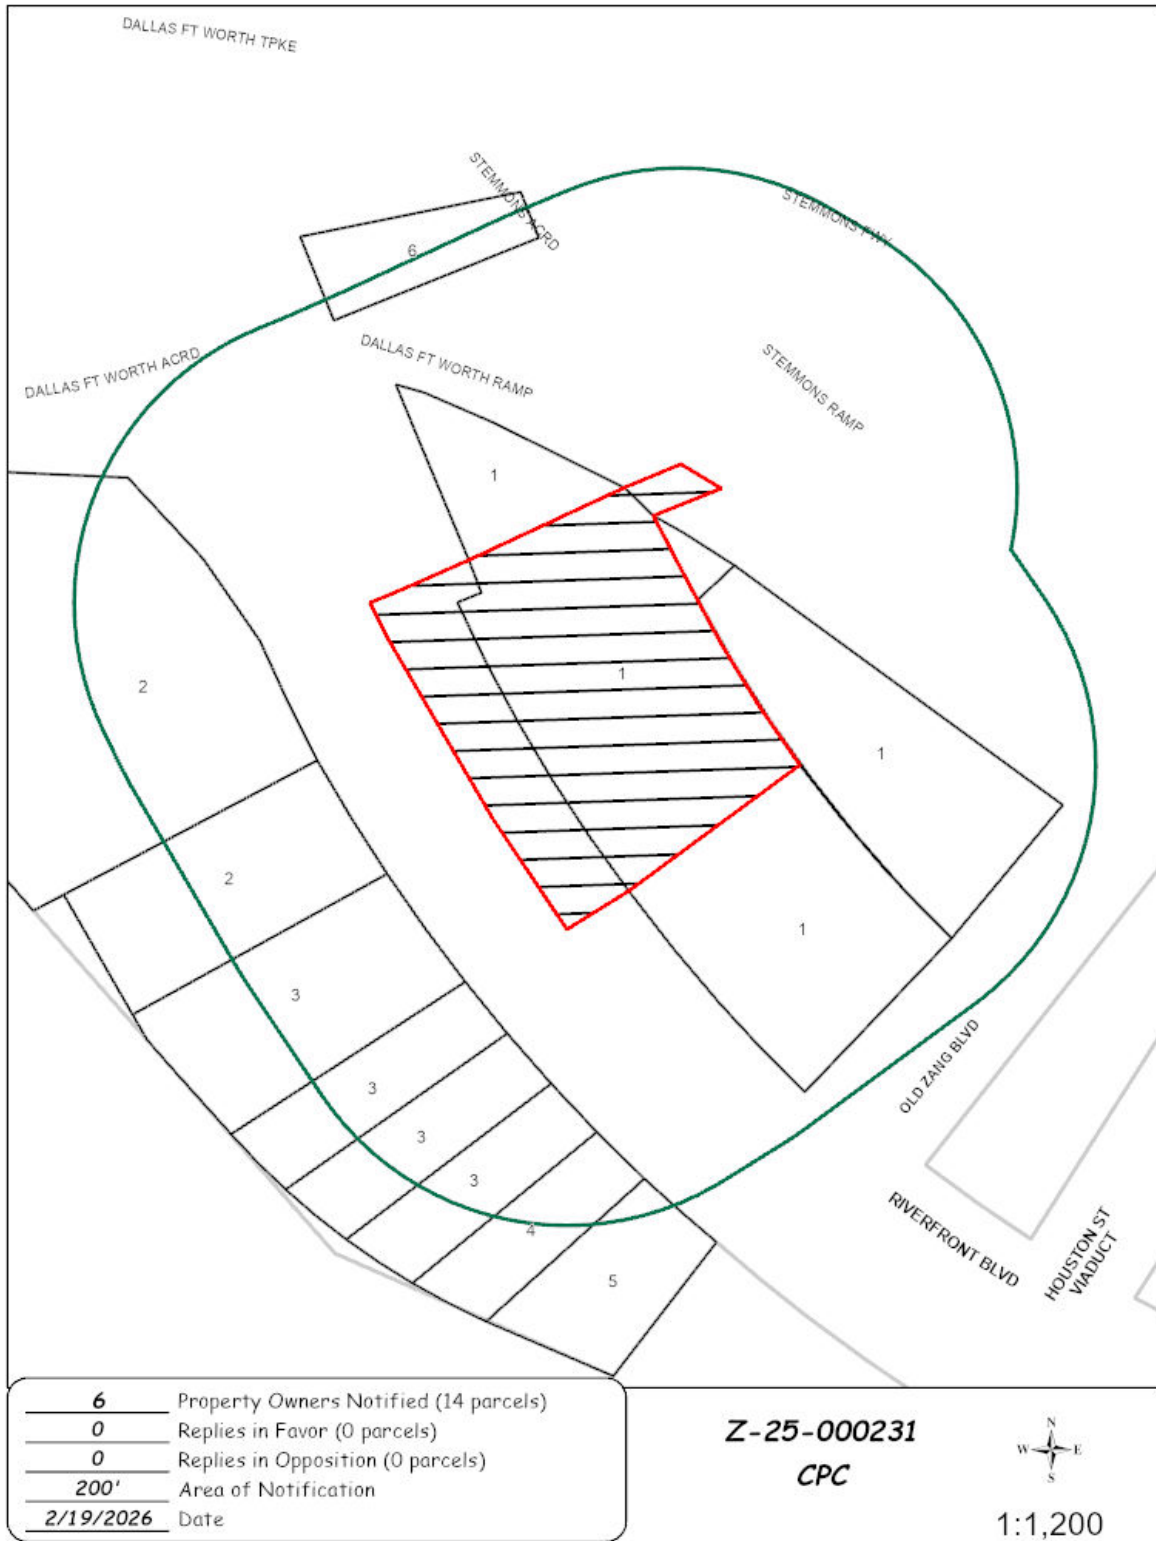 DALLAS FT WORTH TPKE
STEMMONS ACRD
STEMMONS FWY
6
DALLAS FT WORTH ACRD
DALLAS FT WORTH RAMP
STEMMONS RAMP
1
1
2
1
2
1
3
3
3
3
4
5
OLD ZANG BLVD
RIVERFRONT BLVD
HOUSTON ST
VIADUCT
6 Property Owners Notified (14 parcels)
0 Replies in Favor (0 parcels)
0 Replies in Opposition (0 parcels)
200' Area of Notification
2/19/2026 Date
Z-25-000231
CPC
N
W E
S
1:1,200